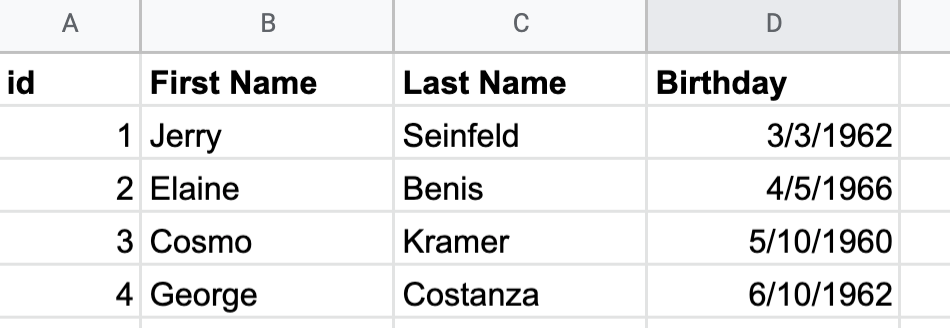 A B C D
id First Name Last Name Birthday
1 Jerry Seinfeld 3/3/1962
2 Elaine Benis 4/5/1966
3 Cosmo Kramer 5/10/1960
4 George Costanza 6/10/1962